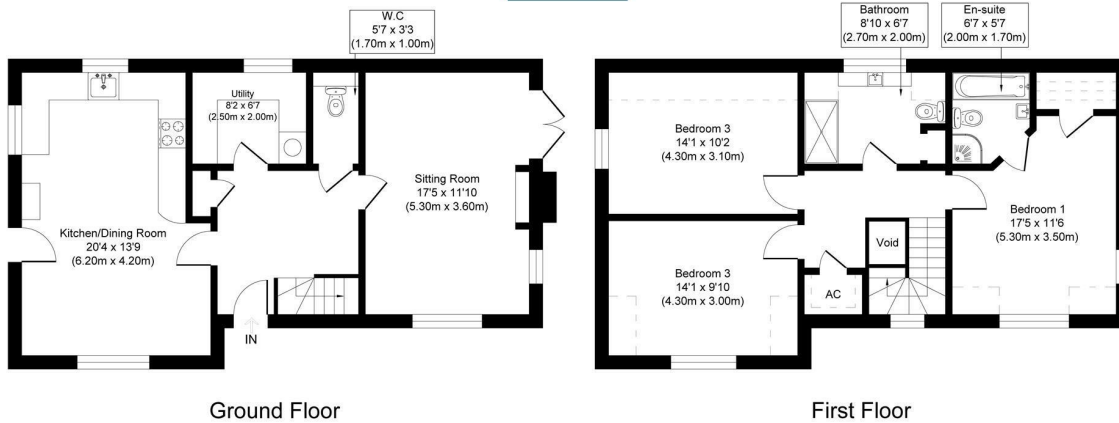 W.C
5'7 x 3'3
(1.70m x 1.00m)
Utility
8'2 x 6'7
(2.50m x 2.00m)
Sitting Room
17'5 x 11'10
(5.30m x 3.60m)
Kitchen/Dining Room
20'4 x 13'9
(6.20m x 4.20m)
IN
Ground Floor
Bathroom
8'10 x 6'7
(2.70m x 2.00m)
En-suite
6'7 x 5'7
(2.00m x 1.70m)
Bedroom 3
14'1 x 10'2
(4.30m x 3.10m)
Bedroom 1
17'5 x 11'6
(5.30m x 3.50m)
Void
Bedroom 3
14'1 x 9'10
(4.30m x 3.00m)
AC
First Floor